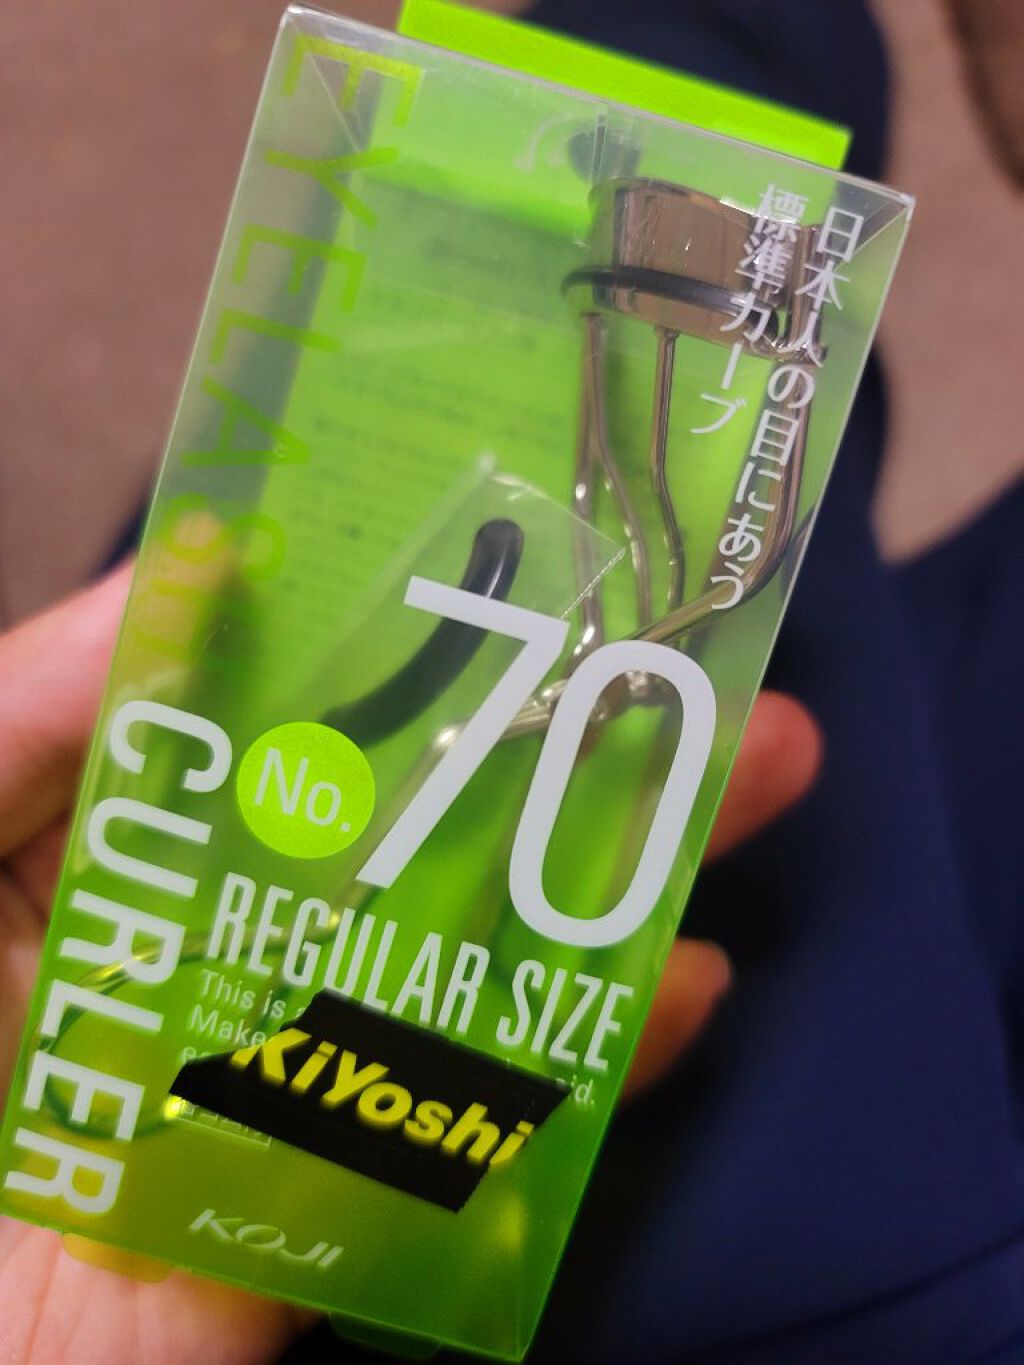 日本人の目にあう
標準カーブ
EYELASH
CURLER
No.
70
REGULAR SIZE
This is
Make
aid.
KiYoshi
KOJI